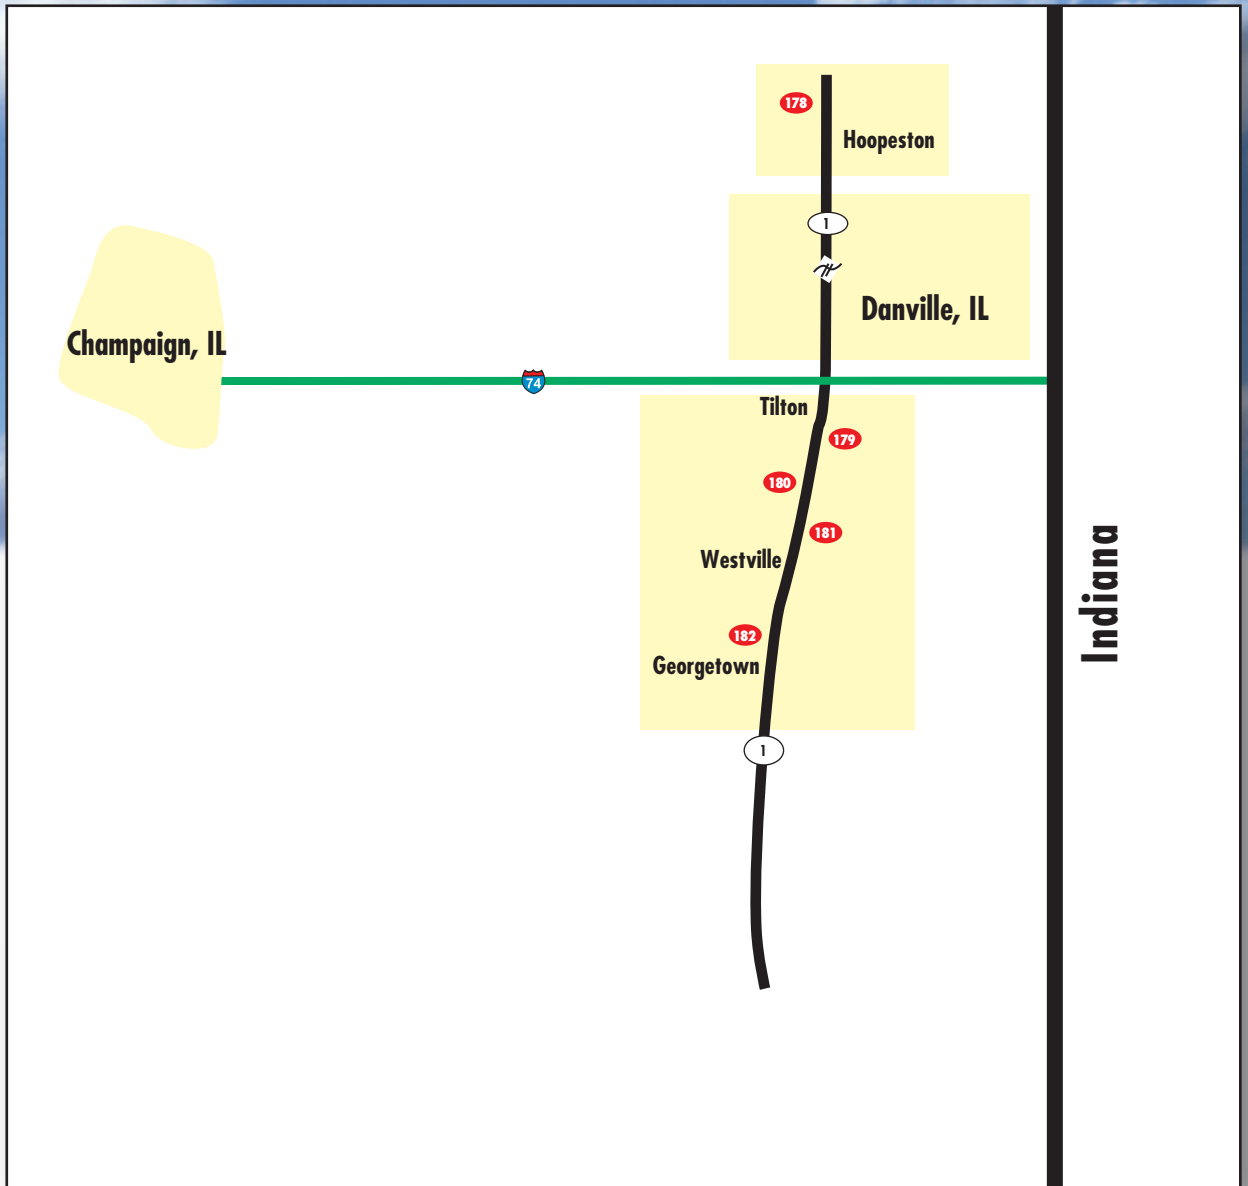 178
Hoopeston
1
Danville, IL
Champaign, IL
74
Tilton
179
180
181
Westville
Indiana
182
Georgetown
1